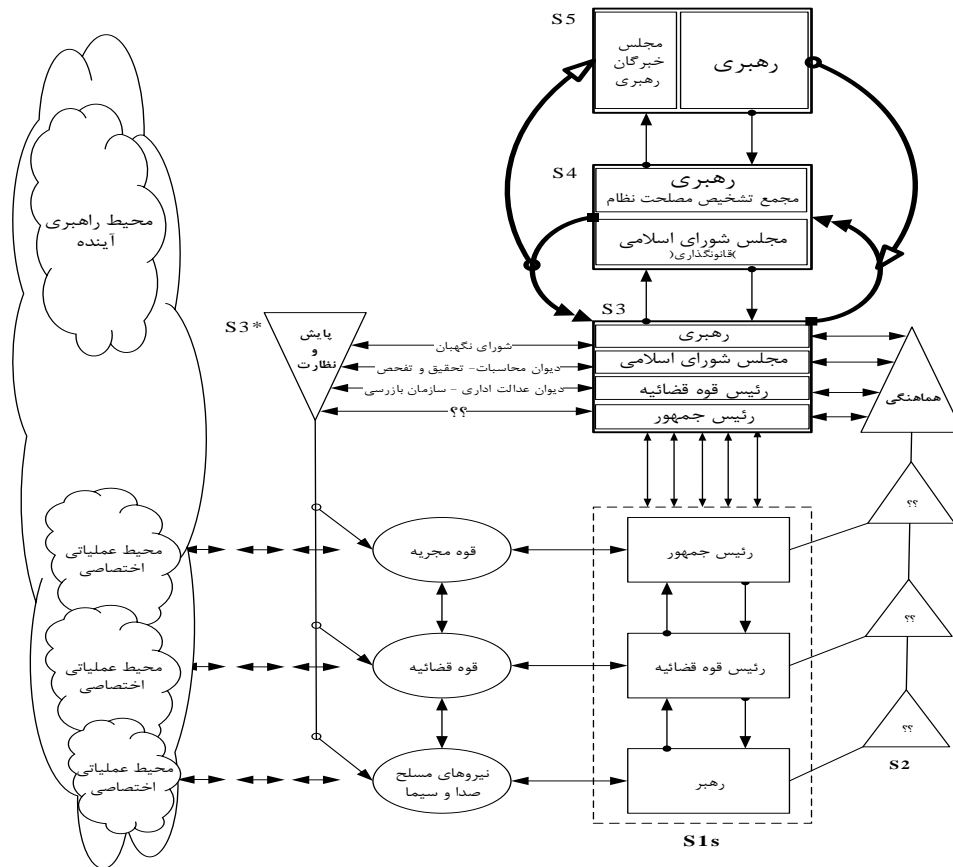 S5
مجلس
خبرگان
رهبری
رهبری
S4
رهبری
مجمع تشخیص مصلحت نظام
مجلس شورای اسلامی
)قانونگذاری(
محیط راهبری
آینده
S3
S3*
پایش
و
نظارت
شورای نگهبان
دیوان محاسبات- تحقیق و تفحص
دیوان عدالت اداری - سازمان بازرسی
؟؟
رهبری
مجلس شورای اسلامی
رئیس قوه قضائیه
رئیس جمهور
هماهنگی
؟؟
محیط عملیاتی
اختصاصی
قوه مجریه
رئیس جمهور
؟؟
محیط عملیاتی
اختصاصی
قوه قضائیه
رئیس قوه قضائیه
؟؟
S2
محیط عملیاتی
اختصاصی
نیروهای مسلح
صدا و سیما
رهبر
S1s